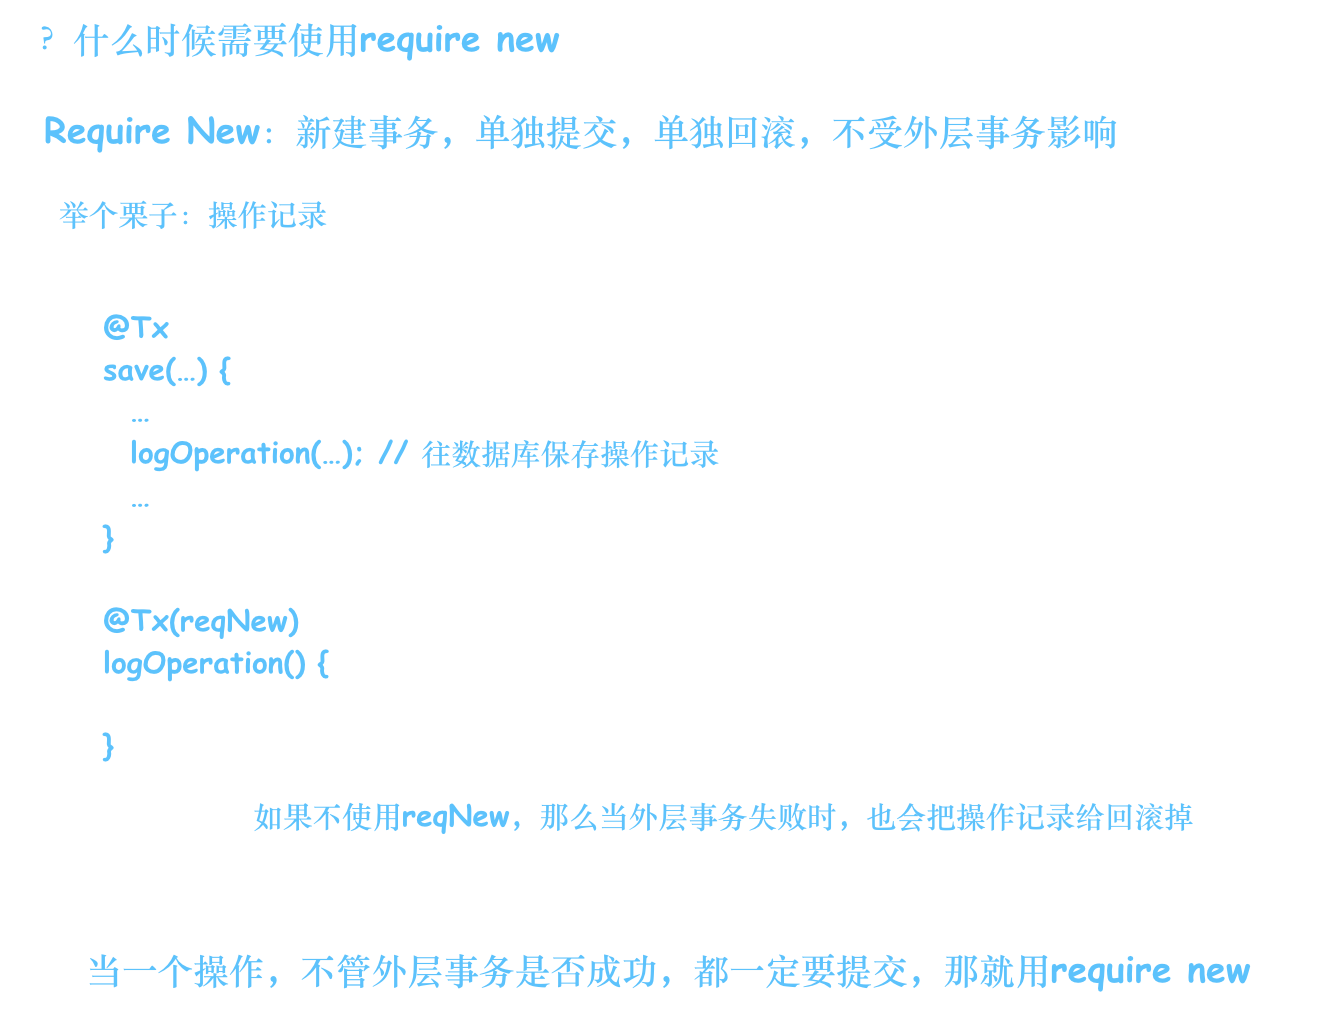 ? 什么时候需要使用require new
Require New：新建事务，单独提交，单独回滚，不受外层事务影响
举个栗子：操作记录
@Tx
save(...) {
...
logOperation(...); // 往数据库保存操作记录
...
}
@Tx(reqNew)
logOperation() {
}
如果不使用reqNew，那么当外层事务失败时，也会把操作记录给回滚掉
当一个操作，不管外层事务是否成功，都一定要提交，那就用require new